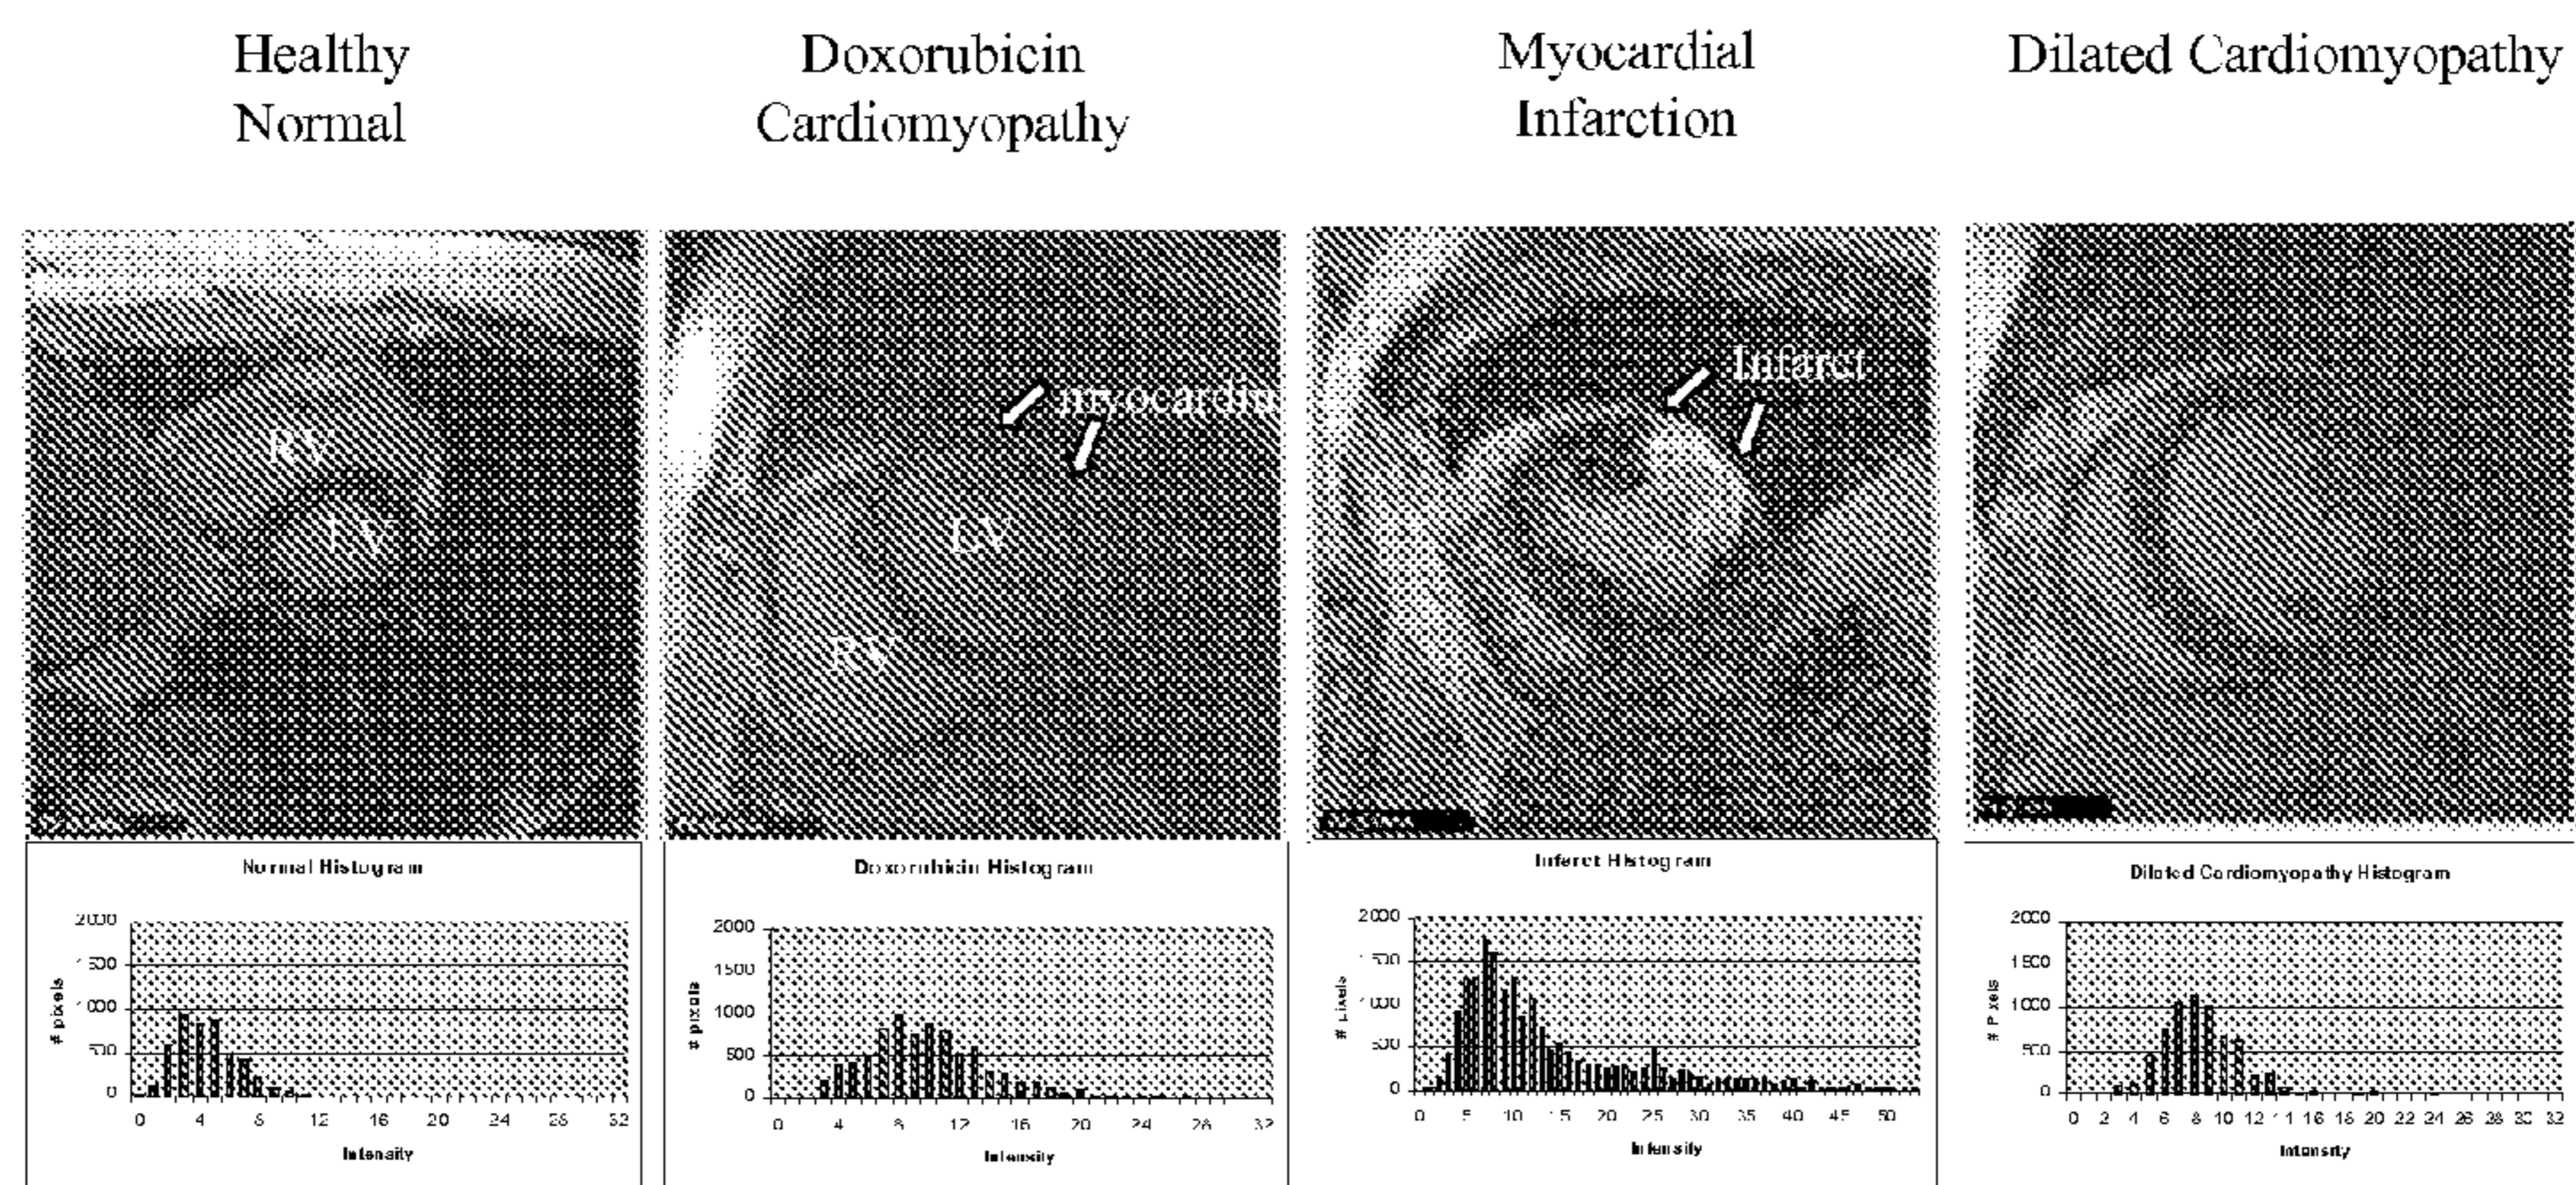 Healthy
Normal
Doxorubicin
Cardiomyopathy
Myocardial
Infarction
Dilated Cardiomyopathy
RV
LV
myocardiu
LV
RV
Infarct
Normal Histogram
2000
1500
1000
500
0
# pixels
0 4 8 12 16 20 24 28 32
Intensity
Doxorubicin Histogram
2000
1500
1000
500
0
# pixels
0 4 8 12 16 20 24 28 32
Intensity
Infarct Histogram
2000
1500
1000
500
0
# Pixels
0 5 10 15 20 25 30 35 40 45 50
Intensity
Dilated Cardiomyopathy Histogram
2000
1500
1000
500
0
# Pixels
0 2 4 6 8 10 12 14 16 18 20 22 24 26 28 30 32
Intensity